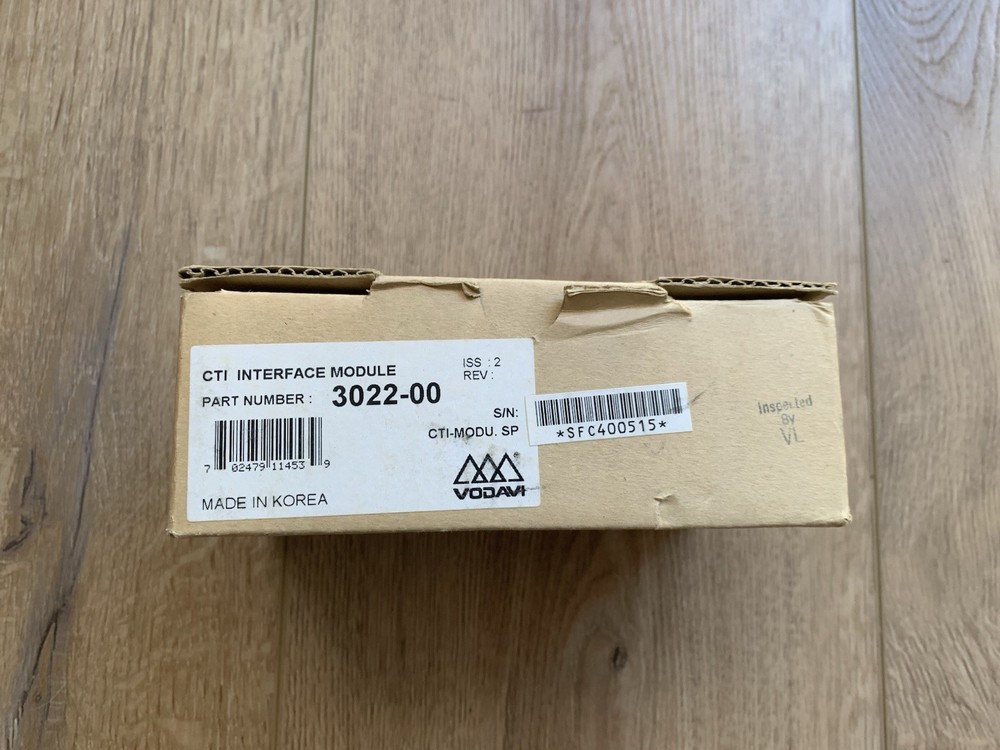 CTI INTERFACE MODULE
ISS : 2
REV :
PART NUMBER : 3022-00
S/N:
CTI-MODU. SP
*SFC400515*
7 02479 11453 9
MADE IN KOREA
VODAVI
Inspected
By
VL